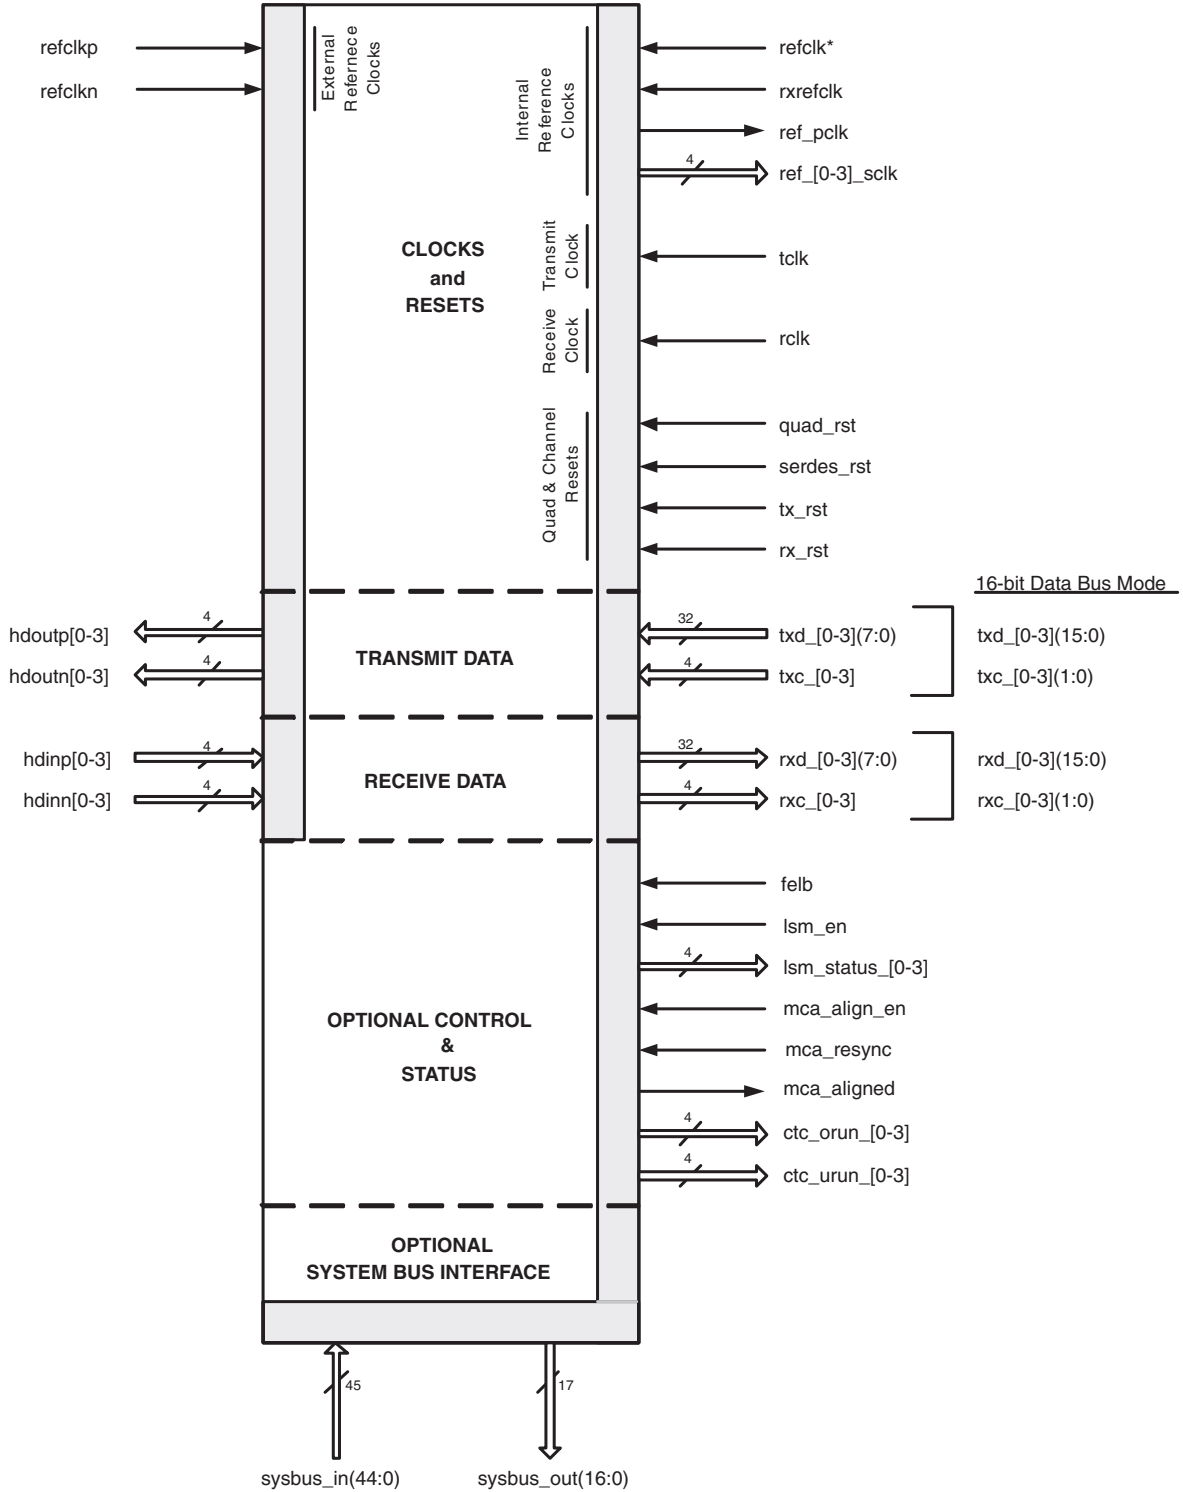 refclkp
refclkn
External
Refernece
Clocks
Internal
Reference
Clocks
refclk*
rxrefclk
ref_pclk
4
ref_[0-3]_sclk
CLOCKS
and
RESETS
Transmit
Clock
tclk
Receive
Clock
rclk
Quad & Channel
Resets
quad_rst
serdes_rst
tx_rst
rx_rst
16-bit Data Bus Mode
hdoutp[0-3]
4
hdoutn[0-3]
4
TRANSMIT DATA
32
txd_[0-3](7:0)
txd_[0-3](15:0)
4
txc_[0-3]
txc_[0-3](1:0)
hdinp[0-3]
4
hdinn[0-3]
4
RECEIVE DATA
32
rxd_[0-3](7:0)
rxd_[0-3](15:0)
4
rxc_[0-3]
rxc_[0-3](1:0)
OPTIONAL CONTROL
&
STATUS
felb
lsm_en
4
lsm_status_[0-3]
mca_align_en
mca_resync
mca_aligned
4
ctc_orun_[0-3]
4
ctc_urun_[0-3]
OPTIONAL
SYSTEM BUS INTERFACE
45
17
sysbus_in(44:0)
sysbus_out(16:0)